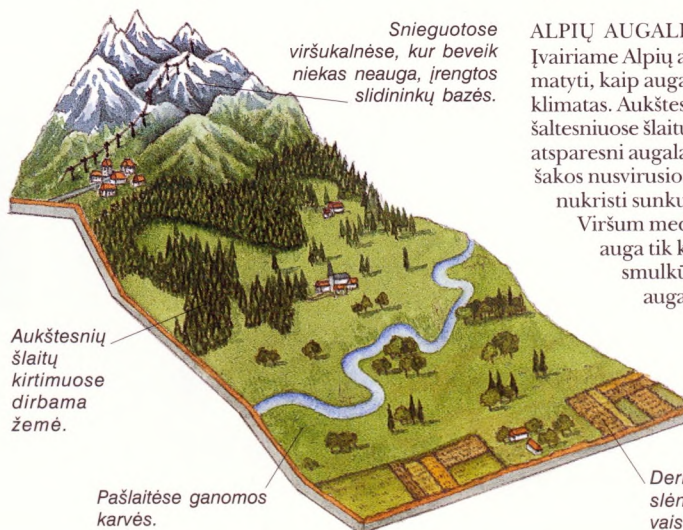 Snieguotose
viršukalnėse, kur beveik
niekas neauga, įrengtos
slidininkų bazės.
ALPIŲ AUGALI
Įvairiame Alpių a
matyti, kaip auga
klimatas. Aukštes
šaltesniuose šlaitu
atsparesni augala
šakos nusvirusio
nukristi sunku
Viršum med
auga tik k
smulkū
auga
Aukštesnių
šlaitų
kirtimuose
dirbama
žemė.
Pašlaitėse ganomos
karvės.
Derl
slėn
vais